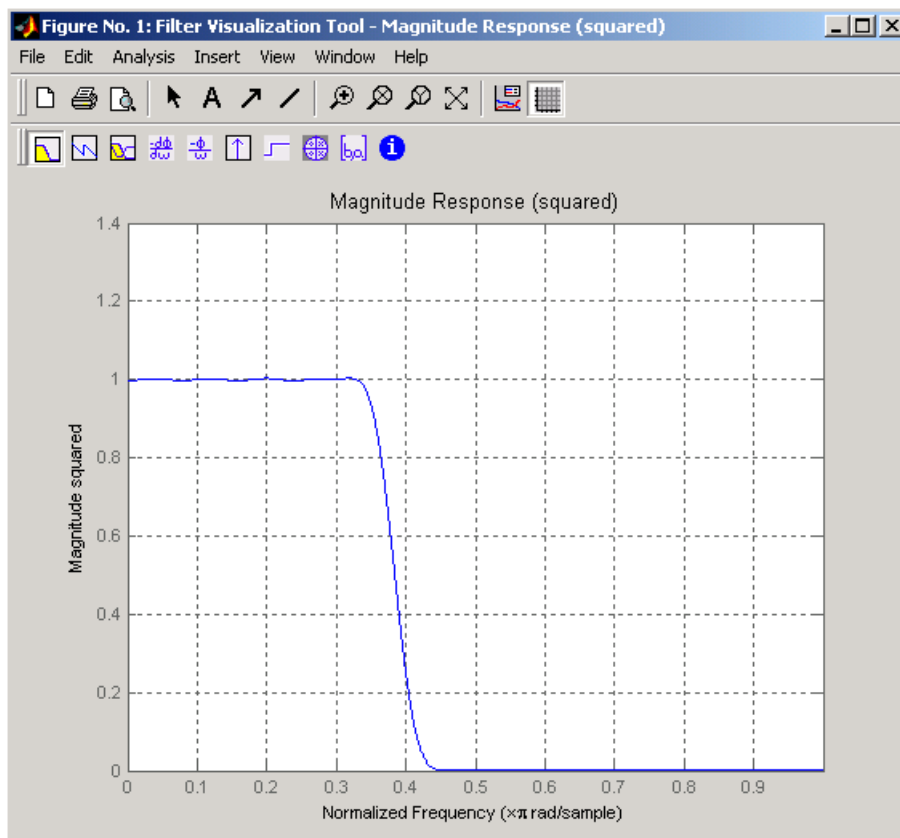 Figure No. 1: Filter Visualization Tool - Magnitude Response (squared)
File Edit Analysis Insert View Window Help
A
-dΦ
dω
-Φ
ω
[b,a]
i
Magnitude Response (squared)
1.4
1.2
1
0.8
0.6
0.4
0.2
0
Magnitude squared
0 0.1 0.2 0.3 0.4 0.5 0.6 0.7 0.8 0.9
Normalized Frequency (×π rad/sample)